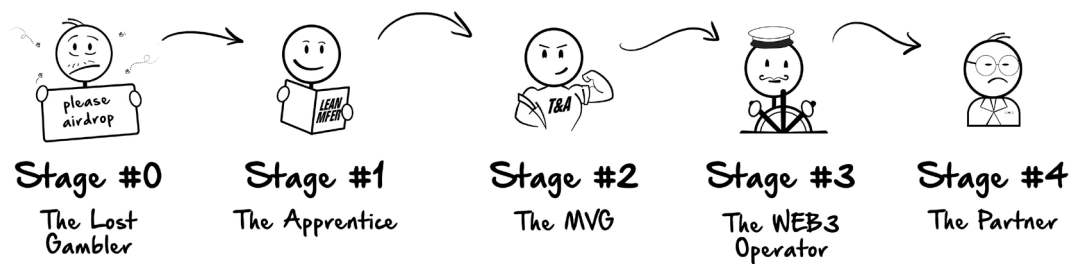 please
airdrop
LEAN
MFER
T&A
Stage #0
The Lost
Gambler
Stage #1
The Apprentice
Stage #2
The MVG
Stage #3
The WEB3
Operator
Stage #4
The Partner